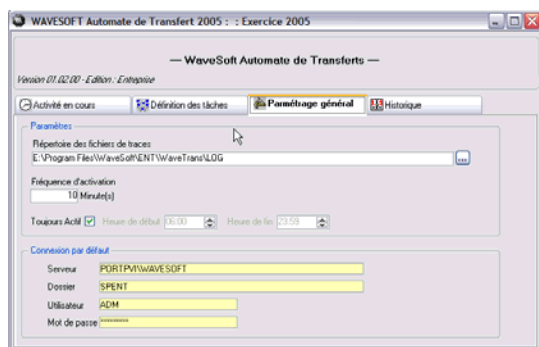 WAVESOFT Automate de Transfert 2005 : : Exercice 2005
— WaveSoft Automate de Transferts —
Version 01.02.00 - Edition : Entreprise
Activité en cours
Définition des tâches
Paramétrage général
Historique
Paramètres
Répertoire des fichiers de traces
E:\Program Files\WaveSoft\ENT\WaveTrans\LOG
...
Fréquence d'activation
10 Minute(s)
Toujours Actif Heure de début 06:00 Heure de fin 23:59
Connexion par défaut
Serveur PORTPVI\WAVESOFT
Dossier SPENT
Utilisateur ADM
Mot de passe ********